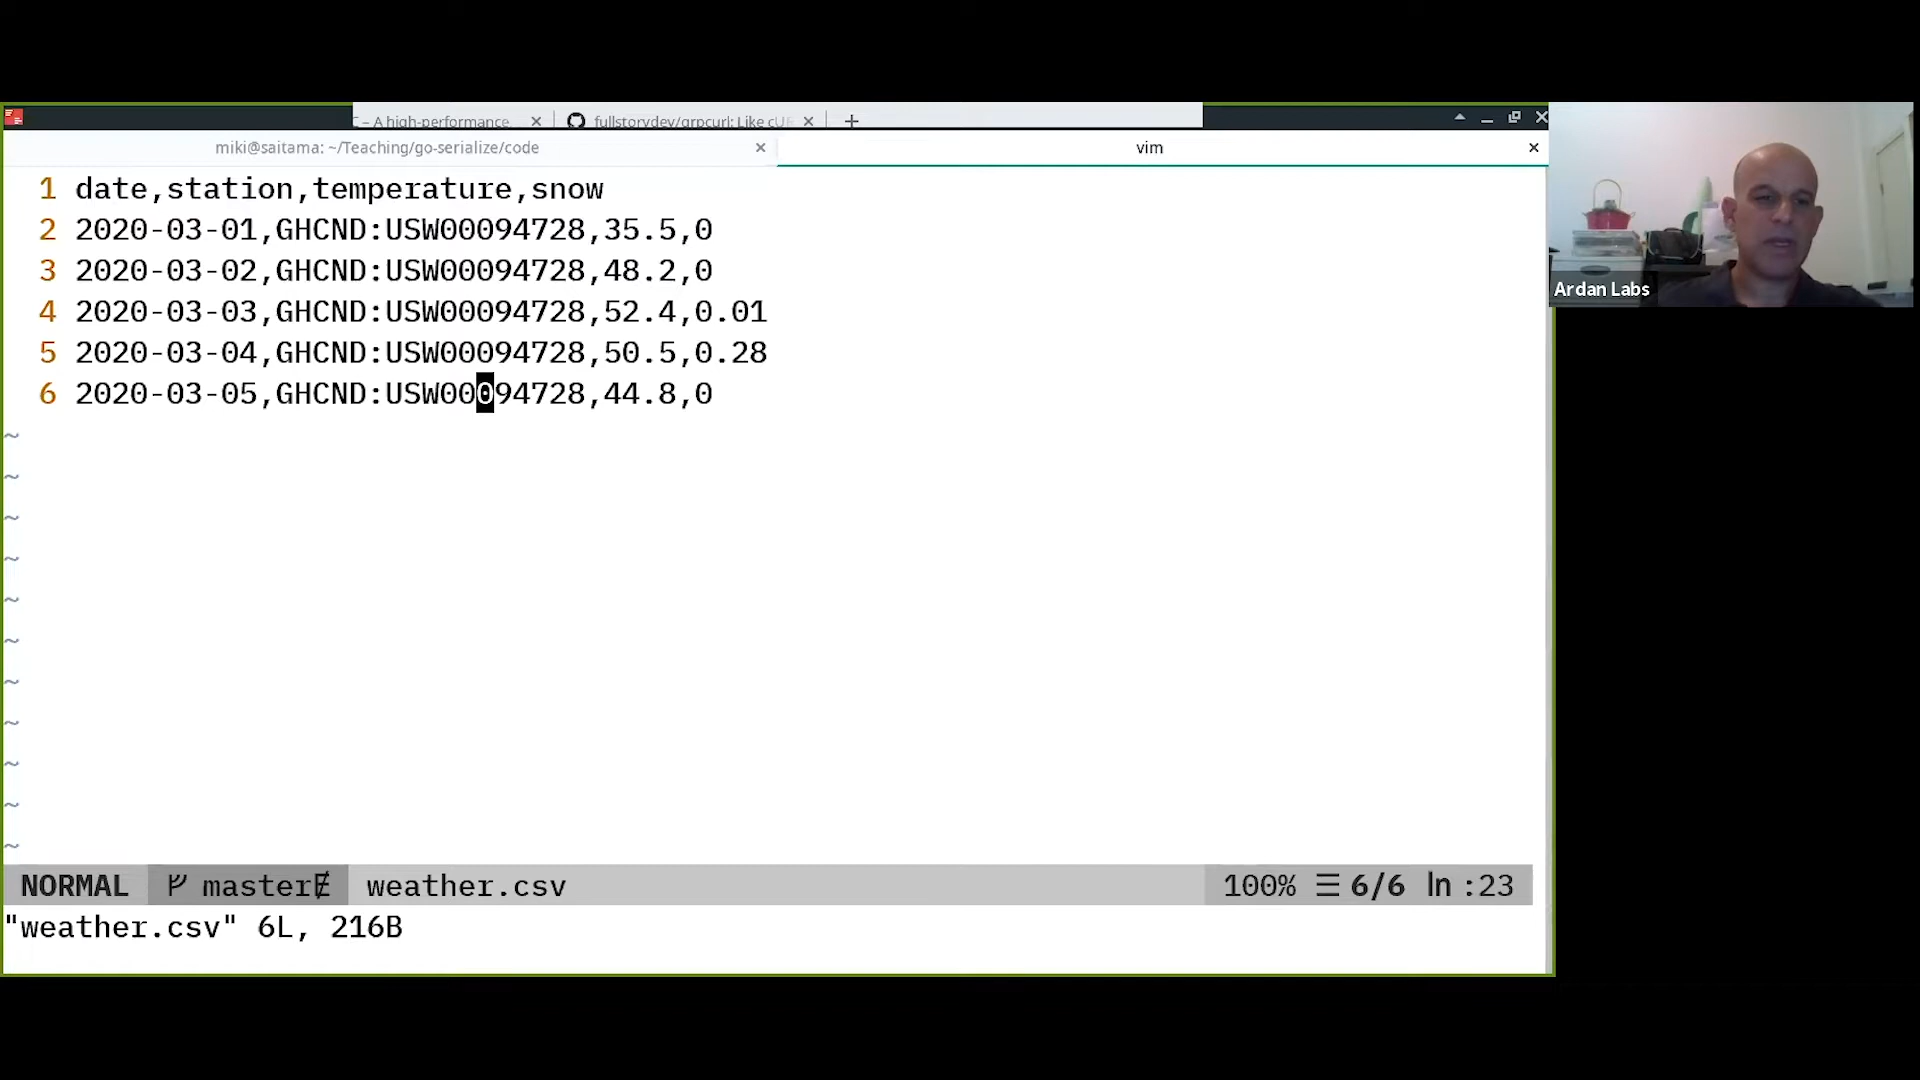 – A high-performance
fullstorydev/grpcurl: Like cUR
miki@saitama: ~/Teaching/go-serialize/code
vim
1 date,station,temperature,snow
2 2020-03-01,GHCND:USW00094728,35.5,0
3 2020-03-02,GHCND:USW00094728,48.2,0
4 2020-03-03,GHCND:USW00094728,52.4,0.01
5 2020-03-04,GHCND:USW00094728,50.5,0.28
6 2020-03-05,GHCND:USW00094728,44.8,0
~
~
~
~
~
~
~
~
~
~
~
NORMAL master weather.csv 100% ☰ 6/6 ln :23
"weather.csv" 6L, 216B
Ardan Labs